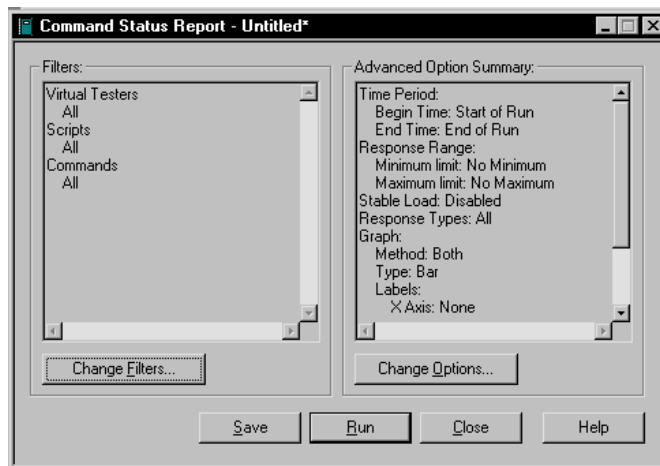 Command Status Report - Untitled*
Filters:
Virtual Testers
All
Scripts
All
Commands
All
Change Filters...
Advanced Option Summary:
Time Period:
Begin Time: Start of Run
End Time: End of Run
Response Range:
Minimum limit: No Minimum
Maximum limit: No Maximum
Stable Load: Disabled
Response Types: All
Graph:
Method: Both
Type: Bar
Labels:
X Axis: None
Change Options...
Save
Run
Close
Help